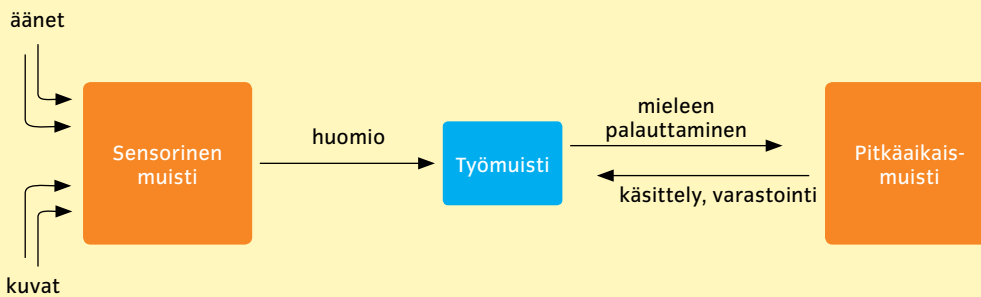 äänet
Sensorinen
muisti
kuvat
huomio
Työmuisti
mieleen
palauttaminen
käsittely, varastointi
Pitkäaikais-
muisti